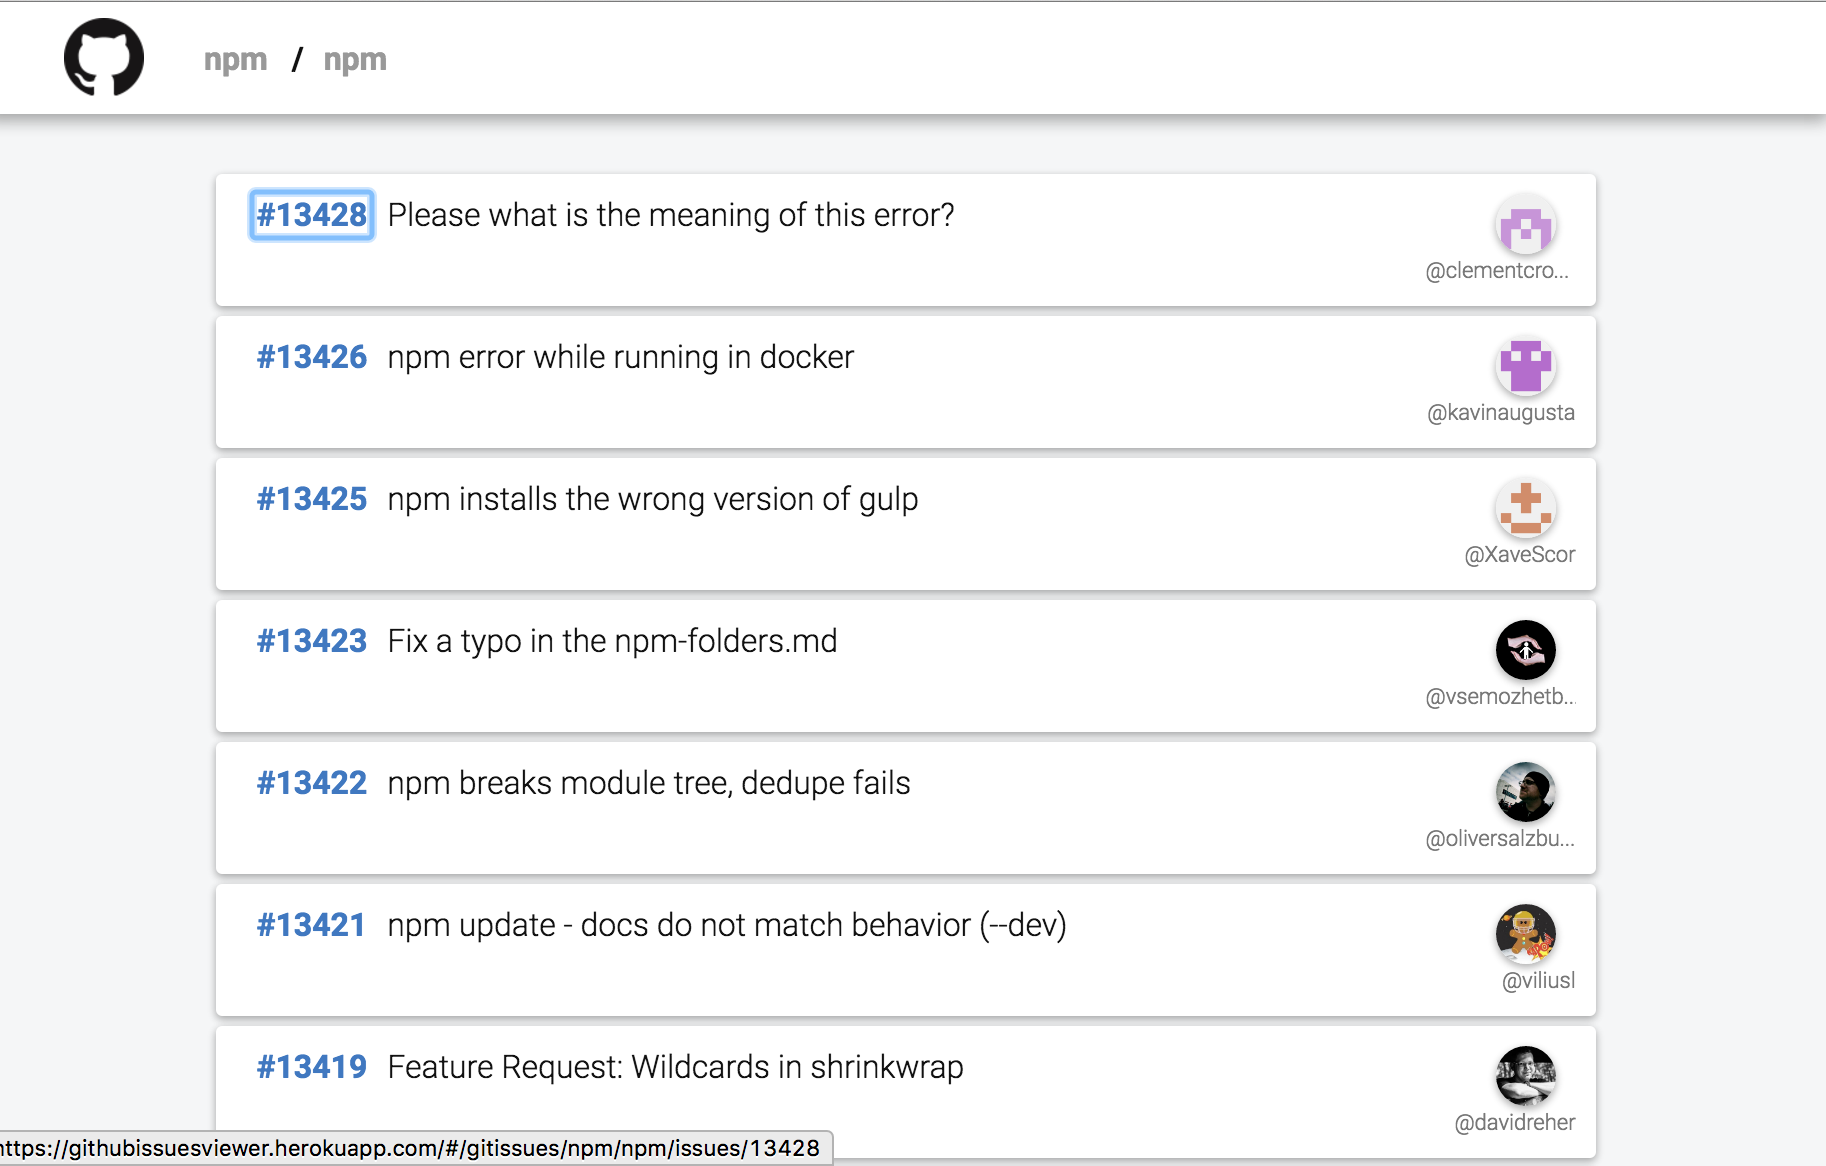 npm / npm
#13428 Please what is the meaning of this error?
@clementcro...
#13426 npm error while running in docker
@kavinaugusta
#13425 npm installs the wrong version of gulp
@XaveScor
#13423 Fix a typo in the npm-folders.md
@vsemozhetb...
#13422 npm breaks module tree, dedupe fails
@oliversalzbu...
#13421 npm update - docs do not match behavior (--dev)
@viliusl
#13419 Feature Request: Wildcards in shrinkwrap
@davidreher
https://githubissuesviewer.herokuapp.com/#/gitissues/npm/npm/issues/13428